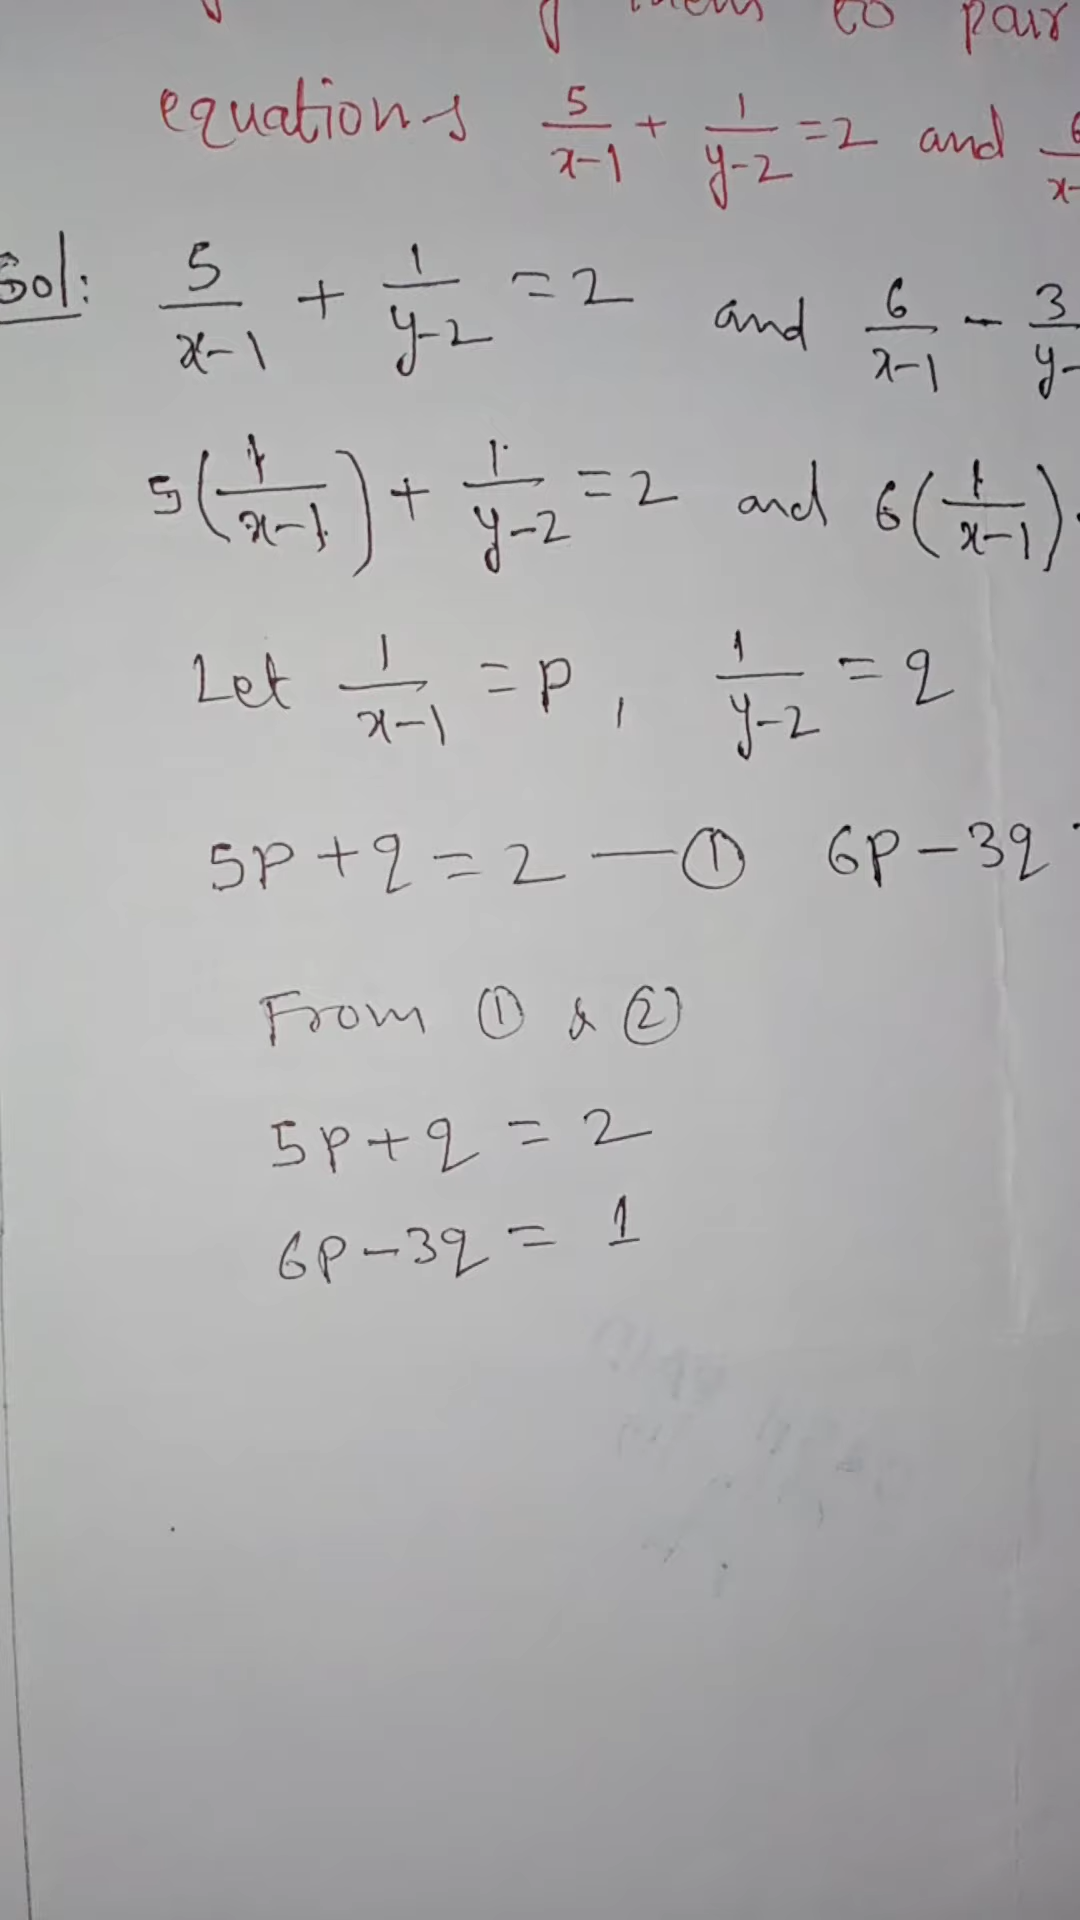 to pair
equations 5/(x-1) + 1/(y-2) = 2 and
Sol: 5/(x-1) + 1/(y-2) = 2 and 6/(x-1) - 3/y-
5(1/(x-1)) + 1/(y-2) = 2 and 6(1/(x-1))
Let 1/(x-1) = p, 1/(y-2) = q
5p + q = 2 — ① 6p - 3q
From ① & ②
5p + q = 2
6p - 3q = 1